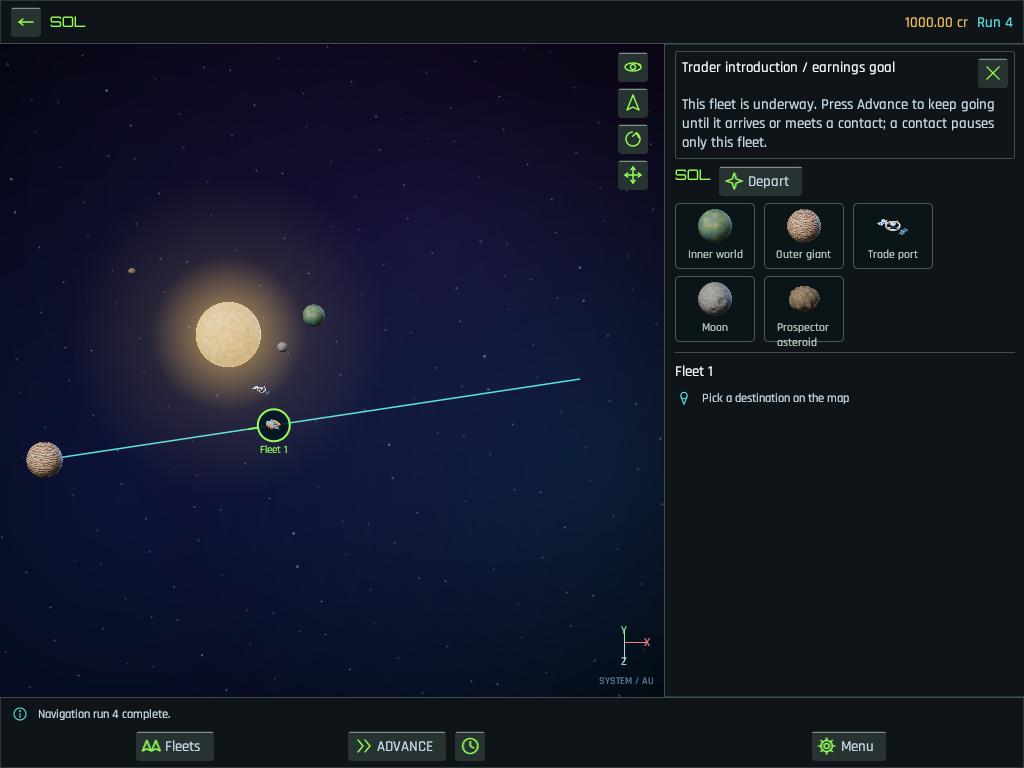 SOL
1000.00 cr Run 4
Trader introduction / earnings goal
This fleet is underway. Press Advance to keep going
until it arrives or meets a contact; a contact pauses
only this fleet.
SOL
Depart
Inner world
Outer giant
Trade port
Moon
Prospector
asteroid
Fleet 1
Pick a destination on the map
Fleet 1
Y
X
Z
SYSTEM / AU
Navigation run 4 complete.
Fleets
ADVANCE
Menu